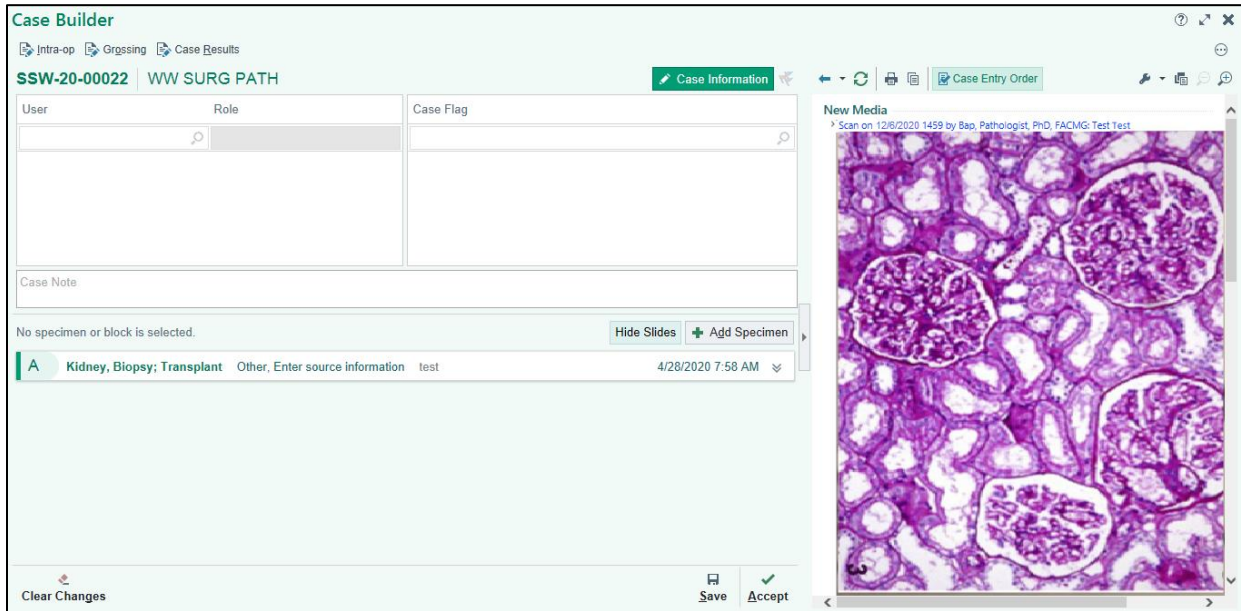 Case Builder
Intra-op Grossing Case Results
SSW-20-00022 WW SURG PATH Case Information Case Entry Order
User Role Case Flag
Case Note
No specimen or block is selected. Hide Slides Add Specimen
A Kidney, Biopsy; Transplant Other, Enter source information test 4/28/2020 7:58 AM
Clear Changes Save Accept
New Media
Scan on 12/6/2020 1459 by Bap, Pathologist, PhD, FACMG: Test Test
3